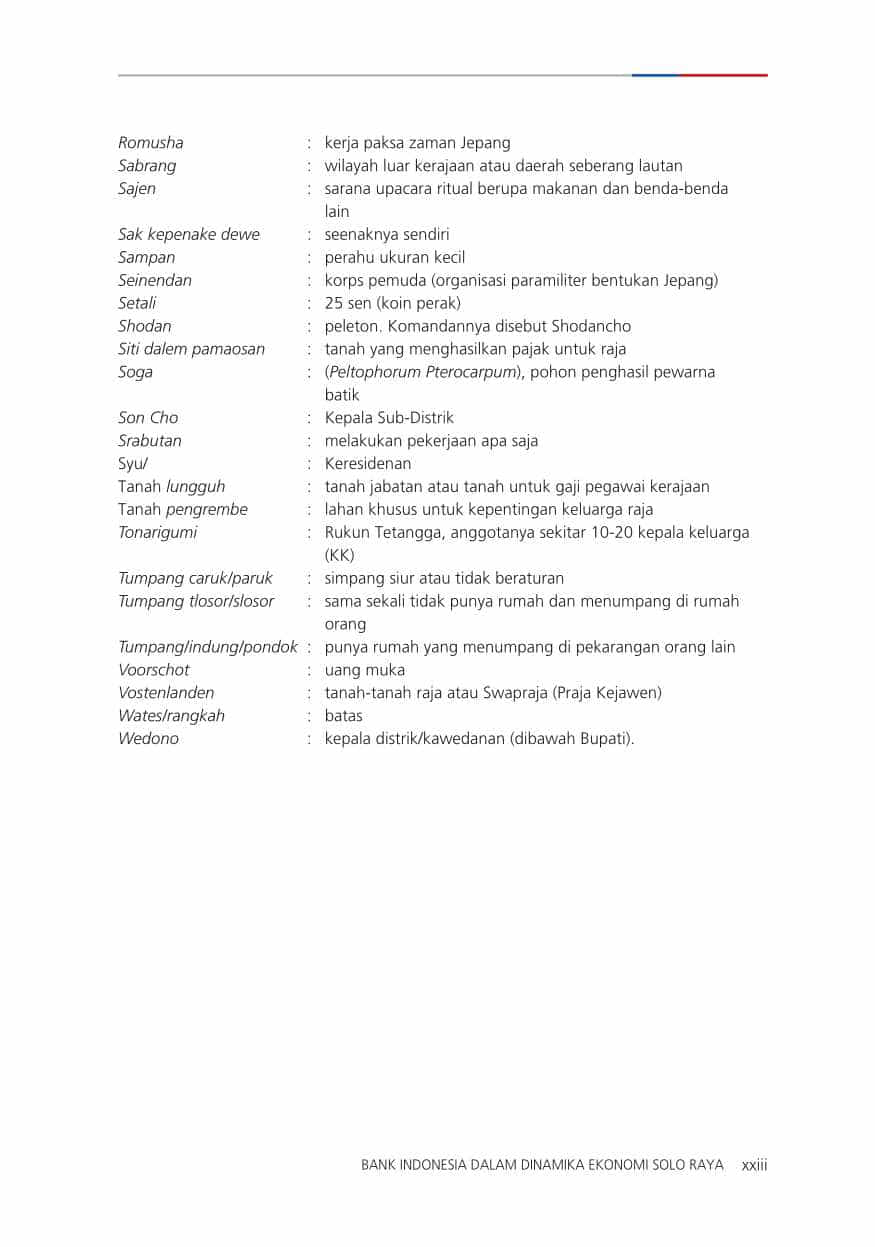 Romusha : kerja paksa zaman Jepang
Sabrang : wilayah luar kerajaan atau daerah seberang lautan
Sajen : sarana upacara ritual berupa makanan dan benda-benda
lain
Sak kepenake dewe : seenaknya sendiri
Sampan : perahu ukuran kecil
Seinendan : korps pemuda (organisasi paramiliter bentukan Jepang)
Setali : 25 sen (koin perak)
Shodan : peleton. Komandannya disebut Shodancho
Siti dalem pamaosan : tanah yang menghasilkan pajak untuk raja
Soga : (Peltophorum Pterocarpum), pohon penghasil pewarna
batik
Son Cho : Kepala Sub-Distrik
Srabutan : melakukan pekerjaan apa saja
Syu/ : Keresidenan
Tanah lungguh : tanah jabatan atau tanah untuk gaji pegawai kerajaan
Tanah pengrembe : lahan khusus untuk kepentingan keluarga raja
Tonarigumi : Rukun Tetangga, anggotanya sekitar 10-20 kepala keluarga
(KK)
Tumpang caruk/paruk : simpang siur atau tidak beraturan
Tumpang tlosor/slosor : sama sekali tidak punya rumah dan menumpang di rumah
orang
Tumpang/indung/pondok : punya rumah yang menumpang di pekarangan orang lain
Voorschot : uang muka
Vostenlanden : tanah-tanah raja atau Swapraja (Praja Kejawen)
Wates/rangkah : batas
Wedono : kepala distrik/kawedanan (dibawah Bupati).
BANK INDONESIA DALAM DINAMIKA EKONOMI SOLO RAYA xxiii